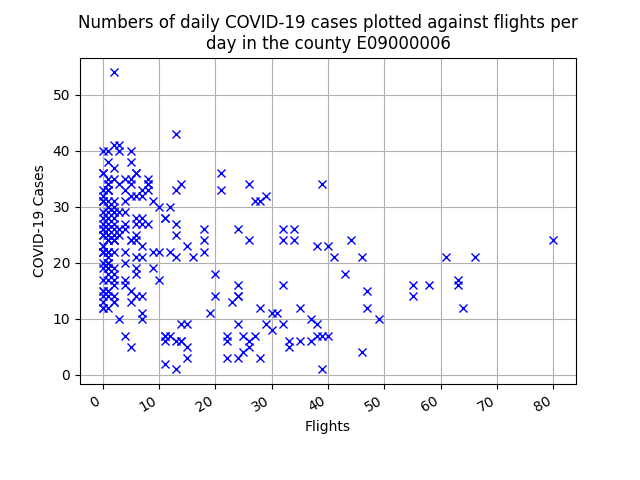 Numbers of daily COVID-19 cases plotted against flights per
day in the county E09000006
50
40
30
20
10
0
COVID-19 Cases
0 10 20 30 40 50 60 70 80
Flights